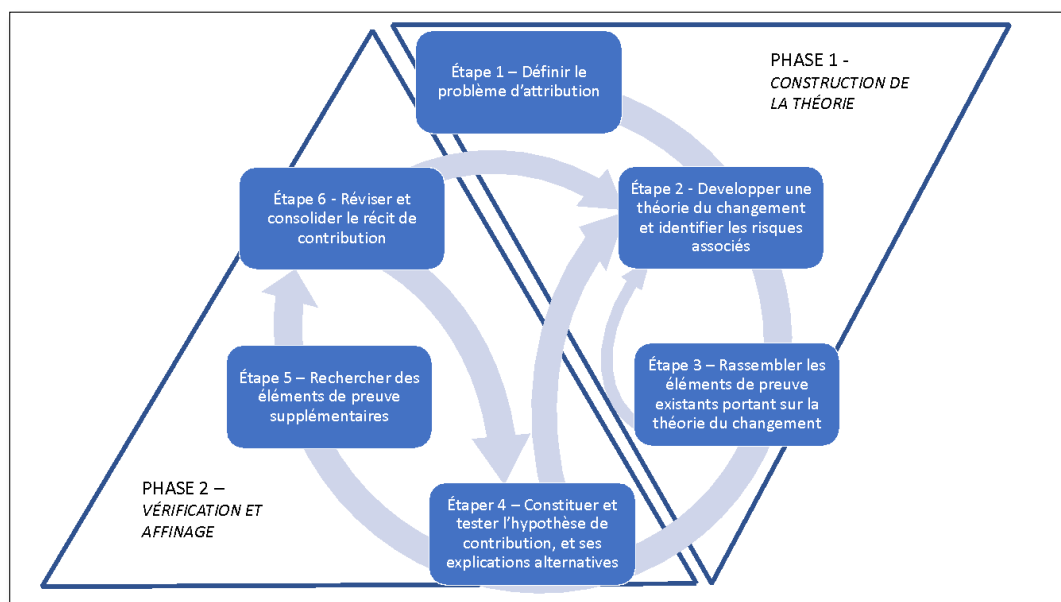 PHASE 1 -
CONSTRUCTION DE
LA THÉORIE
Étape 1 – Définir le
problème d'attribution
Étape 2 - Developper une
théorie du changement
et identifier les risques
associés
Étape 3 – Rassembler les
éléments de preuve
existants portant sur la
théorie du changement
Étaper 4 – Constituer et
tester l'hypothèse de
contribution, et ses
explications alternatives
Étape 5 – Rechercher des
éléments de preuve
supplémentaires
Étape 6 - Réviser et
consolider le récit de
contribution
PHASE 2 –
VÉRIFICATION ET
AFFINAGE